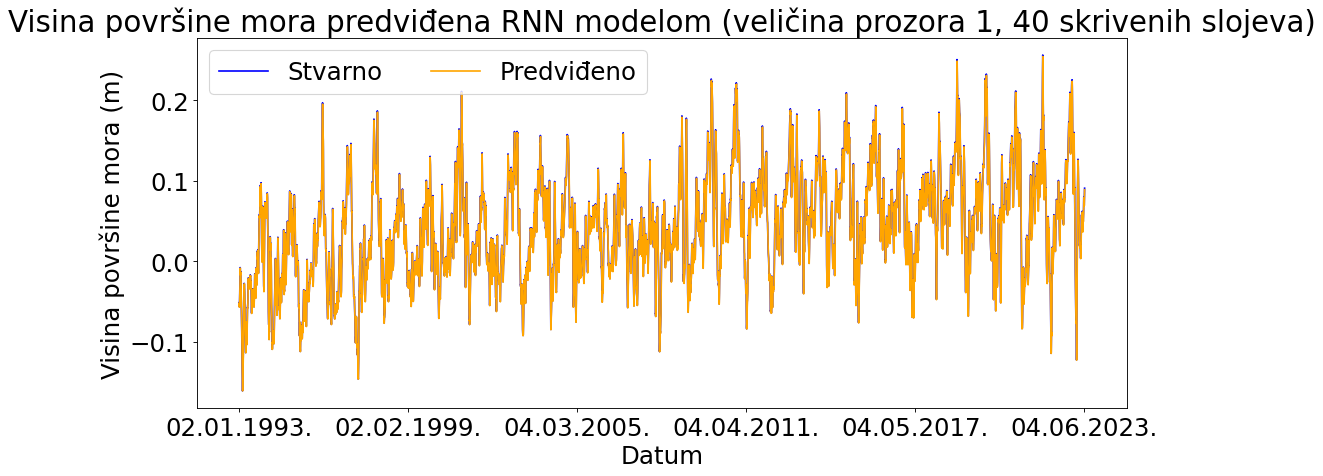 Visina površine mora predviđena RNN modelom (veličina prozora 1, 40 skrivenih slojeva)
Stvarno Predviđeno
Visina površine mora (m)
0.2
0.1
0.0
−0.1
02.01.1993. 02.02.1999. 04.03.2005. 04.04.2011. 04.05.2017. 04.06.2023.
Datum